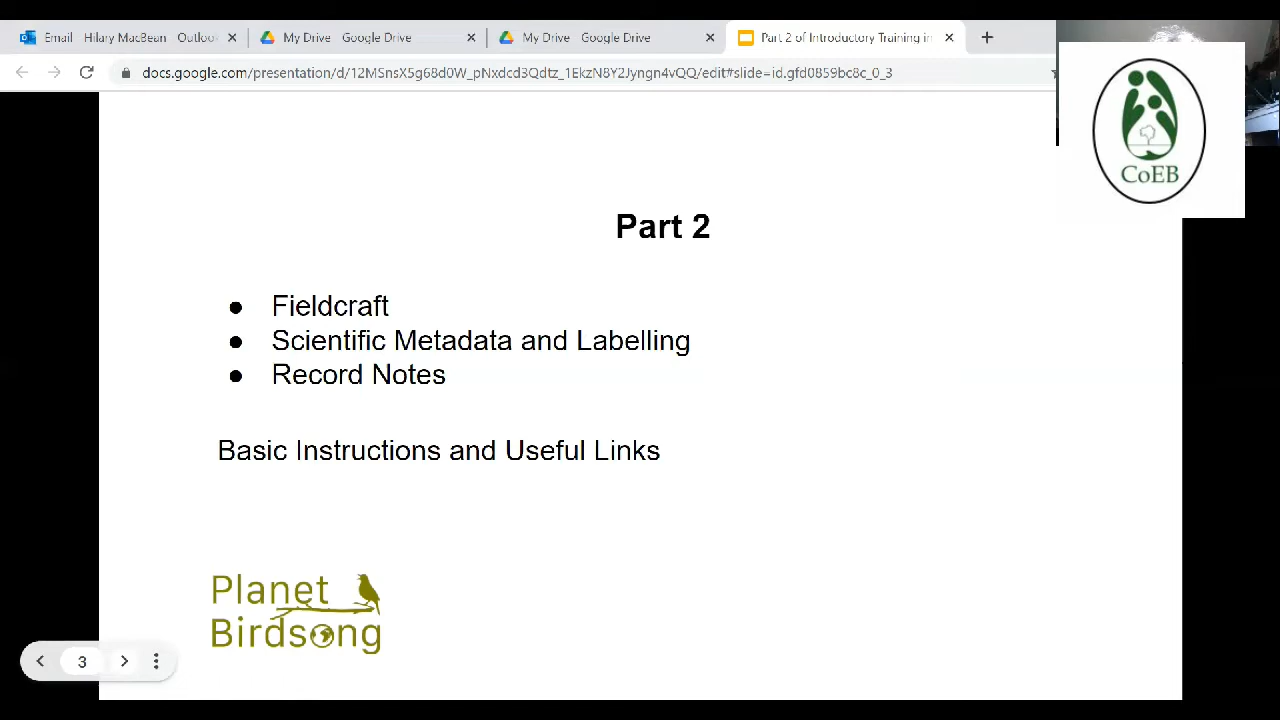 Email Hilary MacBean Outloo
My Drive Google Drive
My Drive Google Drive
Part 2 of Introductory Training in
docs.google.com/presentation/d/12MSnsX5g68d0W_pNxdcd3Qdtz_1EkzN8Y2Jyngn4vQQ/edit#slide=id.gfd0859bc8c_0_3
CoEB
Part 2
● Fieldcraft
● Scientific Metadata and Labelling
● Record Notes
Basic Instructions and Useful Links
Planet
Birdsong
3